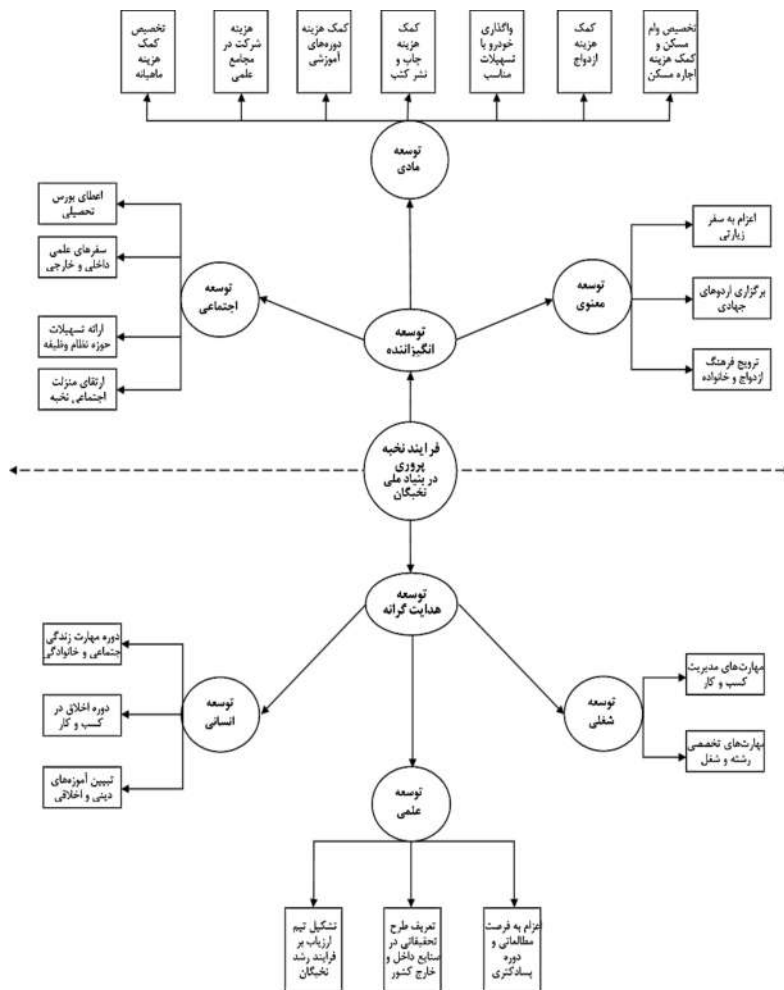 تخصیص وام
مسکن و
کمک هزینه
اجاره مسکن
کمک
هزینه
ازدواج
واگذاری
خودرو با
تسهیلات
مناسب
کمک
هزینه
چاپ و
نشر کتب
کمک هزینه
دوره‌های
آموزشی
هزینه
شرکت در
مجامع
علمی
تخصیص
کمک
هزینه
ماهیانه
توسعه
مادی
اعزام به سفر
زیارتی
برگزاری اردوهای
جهادی
ترویج فرهنگ
ازدواج و خانواده
توسعه
معنوی
توسعه
انگیزاننده
توسعه
اجتماعی
اعطای بورس
تحصیلی
سفرهای علمی
داخلی و خارجی
ارائه تسهیلات
حوزه نظام وظیفه
ارتقای منزلت
اجتماعی نخبه
فرایند نخبه
پروری
در بنیاد ملی
نخبگان
توسعه
هدایت گرانه
مهارت‌های مدیریت
کسب و کار
مهارت‌های تخصصی
رشته و شغل
توسعه
شغلی
توسعه
انسانی
دوره مهارت زندگی
جتماعی و خانوادگی
دوره اخلاق در
کسب و کار
تبیین آموزه‌های
دینی و اخلاقی
توسعه
علمی
اعزام به فرصت
مطالعاتی و
دوره
پسادکتری
تعریف طرح
تحقیقاتی در
صنایع داخل و
خارج کشور
تشکیل تیم
ارزیاب بر
فرایند رشد
نخبگان